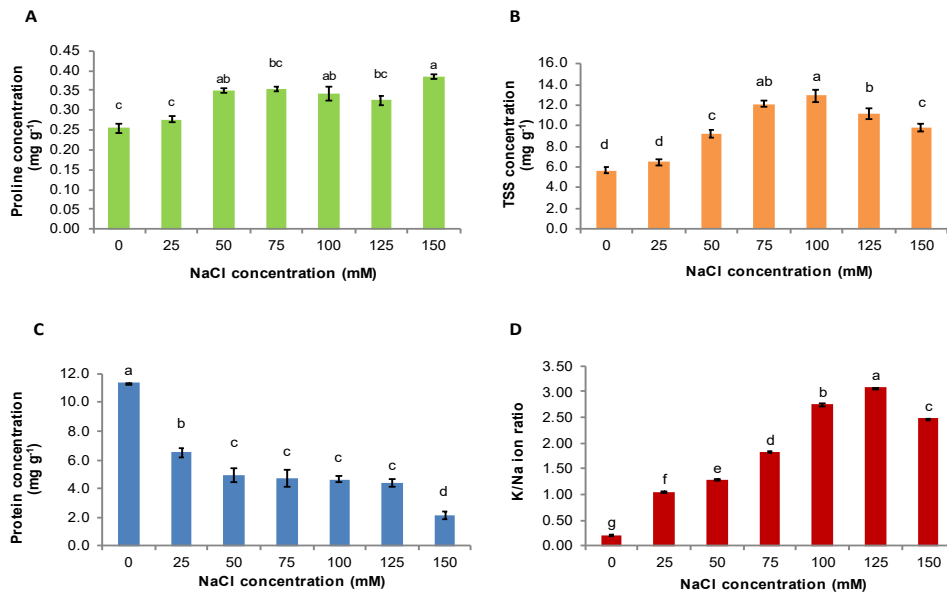 A
0.45
0.40
0.35
0.30
0.25
0.20
0.15
0.10
0.05
0.00
Proline concentration
(mg g⁻¹)
c
c
ab
bc
ab
bc
a
0
25
50
75
100
125
150
NaCl concentration (mM)
B
16.0
14.0
12.0
10.0
8.0
6.0
4.0
2.0
0.0
TSS concentration
(mg g⁻¹)
d
d
c
ab
a
b
c
0
25
50
75
100
125
150
NaCl concentration (mM)
C
12.0
10.0
8.0
6.0
4.0
2.0
0.0
Protein concentration
(mg g⁻¹)
a
b
c
c
c
c
d
0
25
50
75
100
125
150
NaCl concentration (mM)
D
3.50
3.00
2.50
2.00
1.50
1.00
0.50
0.00
K/Na ion ratio
g
f
e
d
b
a
c
0
25
50
75
100
125
150
NaCl concentration (mM)